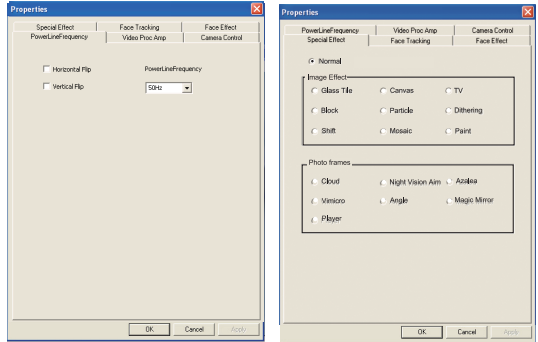 Properties
Special Effect Face Tracking Face Effect
PowerLineFrequency Video Proc Amp Camera Control
Horizontal Flip PowerLineFrequency
Vertical Flip 50Hz
OK Cancel Apply
Properties
PowerLineFrequency Video Proc Amp Camera Control
Special Effect Face Tracking Face Effect
Normal
Image Effect
Glass Tile Canvas TV
Block Particle Dithering
Shift Mosaic Paint
Photo frames
Cloud Night Vision Aim Azalea
Vimicro Angle Magic Mirror
Player
OK Cancel Apply